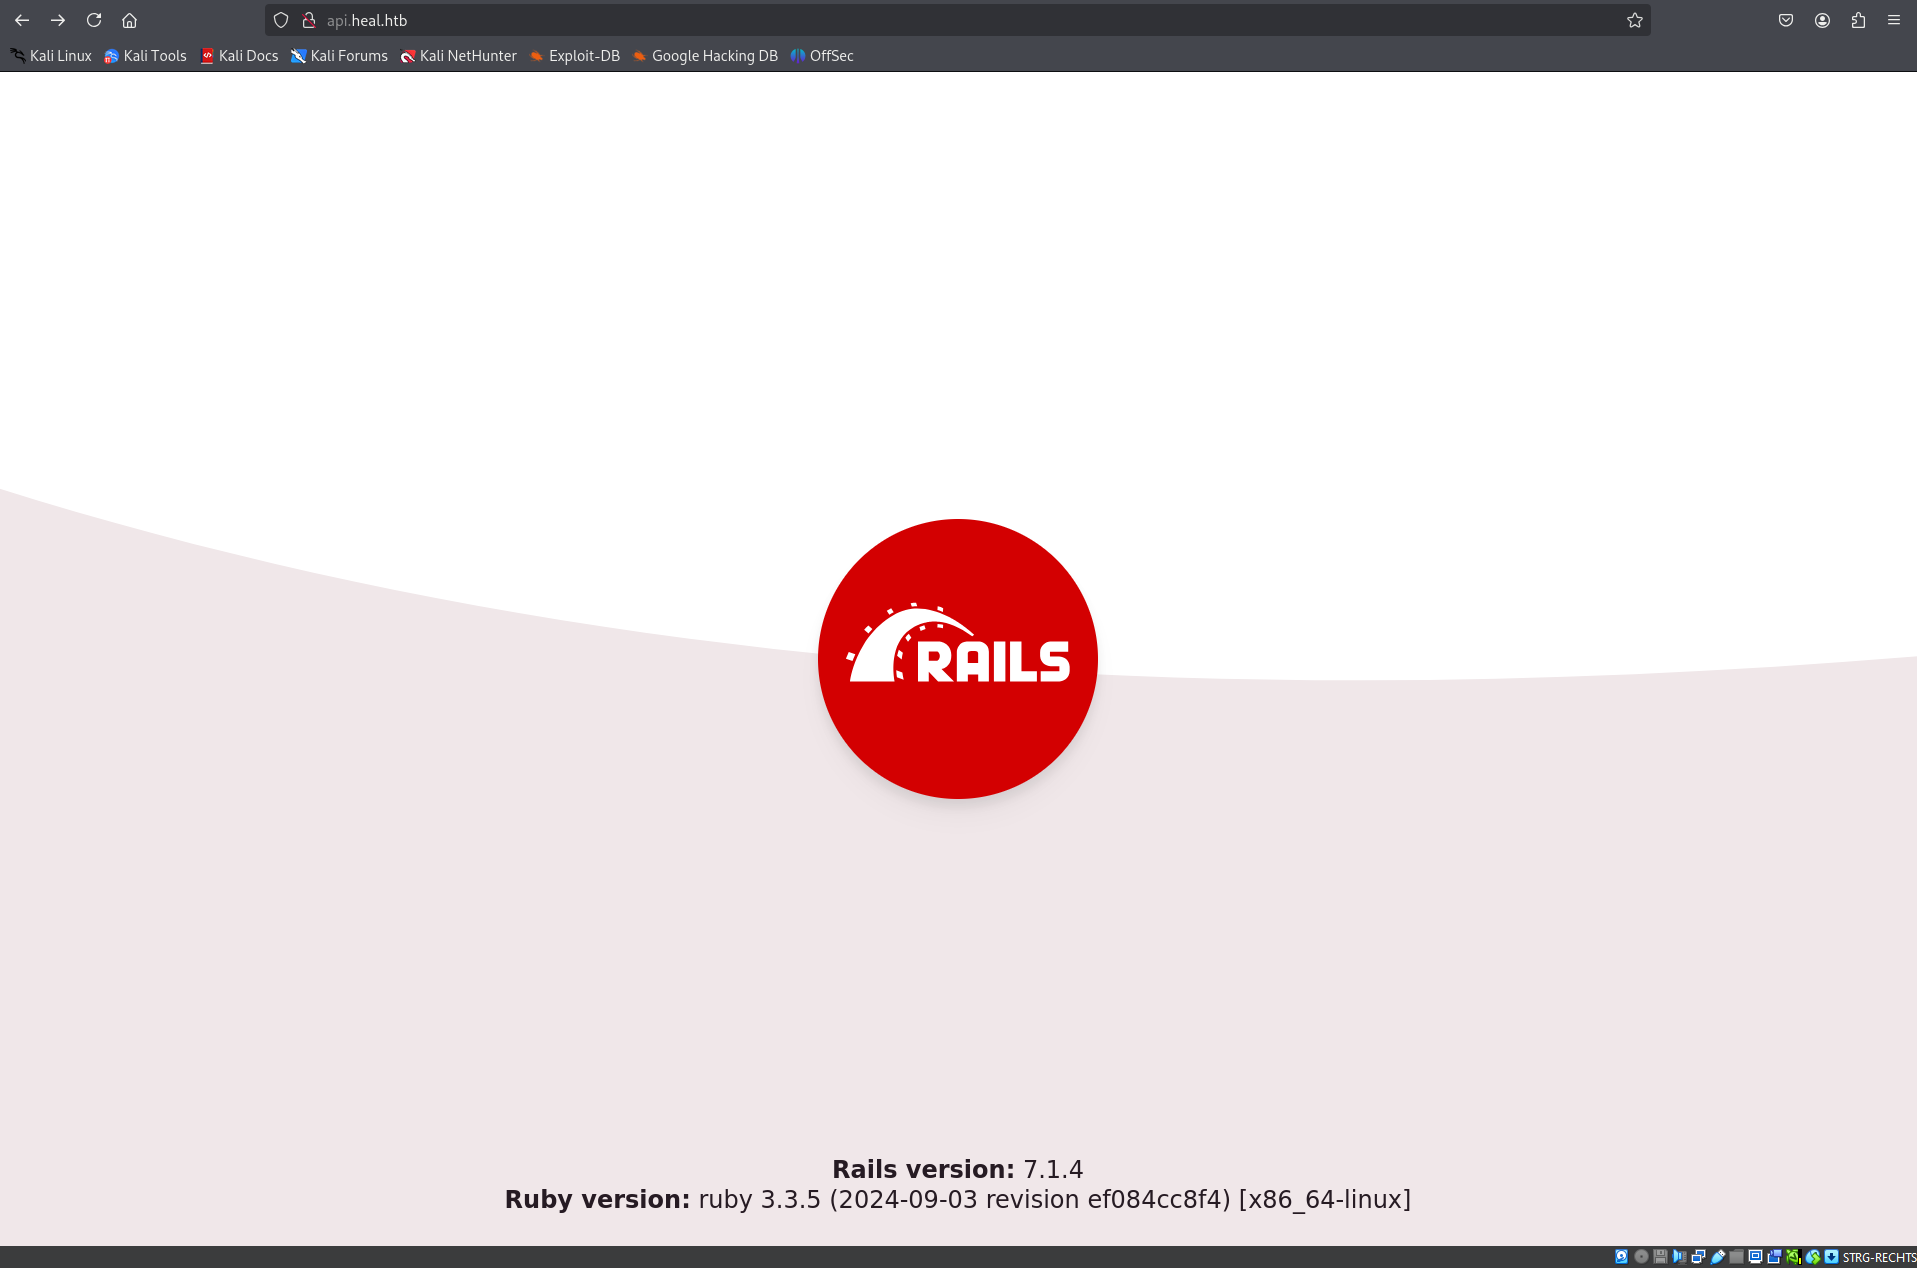 api.heal.htb
Kali Linux Kali Tools Kali Docs Kali Forums Kali NetHunter Exploit-DB Google Hacking DB OffSec
RAILS
Rails version: 7.1.4
Ruby version: ruby 3.3.5 (2024-09-03 revision ef084cc8f4) [x86_64-linux]
STRG-RECHTS